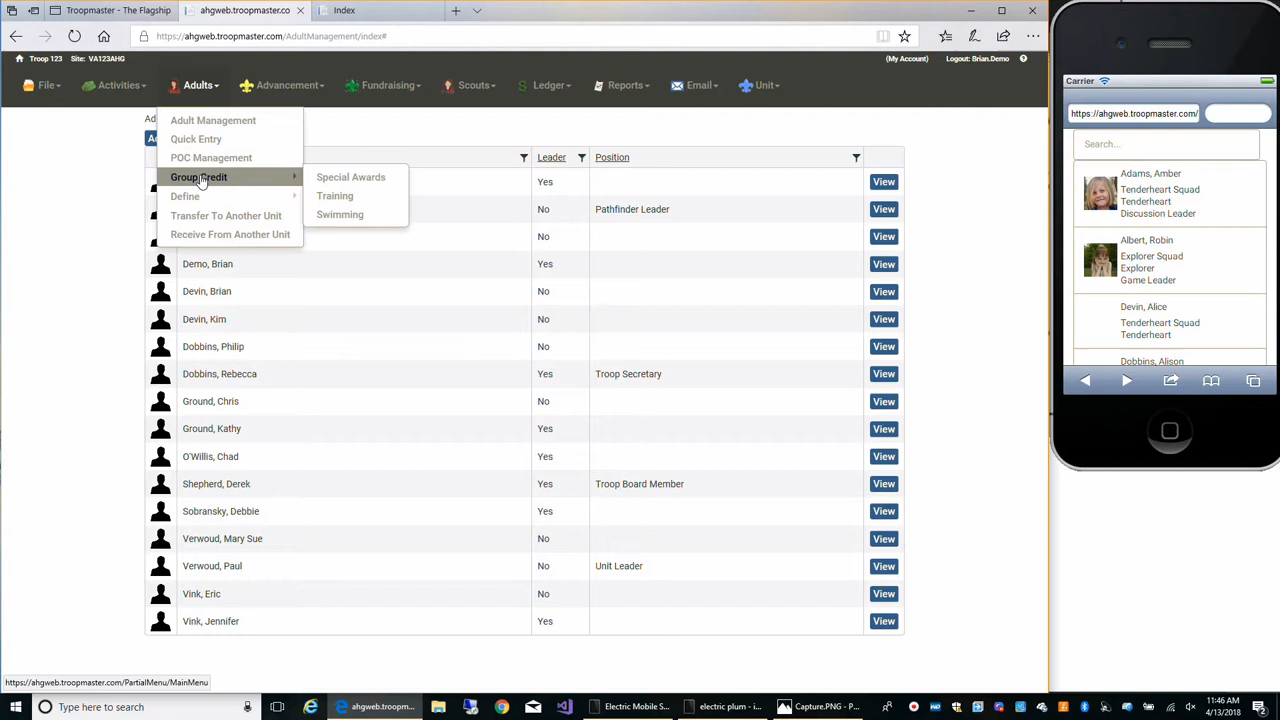 Troopmaster - The Flagship
ahgweb.troopmaster.co
Index
https://ahgweb.troopmaster.com/AdultManagement/index#
Troop 123 Site: VA123AHG
(My Account) Logout: Brian.Demo
File Activities Adults Advancement Fundraising Scouts Ledger Reports Email Unit
Adult Management
Quick Entry
POC Management
Group Credit
Define
Transfer To Another Unit
Receive From Another Unit
Special Awards
Training
Swimming
Leader Position
Yes View
No Pathfinder Leader View
No View
Demo, Brian Yes View
Devin, Brian No View
Devin, Kim No View
Dobbins, Philip No View
Dobbins, Rebecca Yes Troop Secretary View
Ground, Chris No View
Ground, Kathy Yes View
O'Willis, Chad Yes View
Shepherd, Derek Yes Troop Board Member View
Sobransky, Debbie Yes View
Verwoud, Mary Sue No View
Verwoud, Paul No Unit Leader View
Vink, Eric No View
Vink, Jennifer Yes View
https://ahgweb.troopmaster.com/PartialMenu/MainMenu
Carrier
https://ahgweb.troopmaster.com/
Search...
Adams, Amber
Tenderheart Squad
Tenderheart
Discussion Leader
Albert, Robin
Explorer Squad
Explorer
Game Leader
Devin, Alice
Tenderheart Squad
Tenderheart
Dobbins, Alison
Type here to search
ahgweb.troopmaster....
Electric Mobile S...
electric plum - i...
Capture.PNG - P...
11:46 AM
4/13/2018